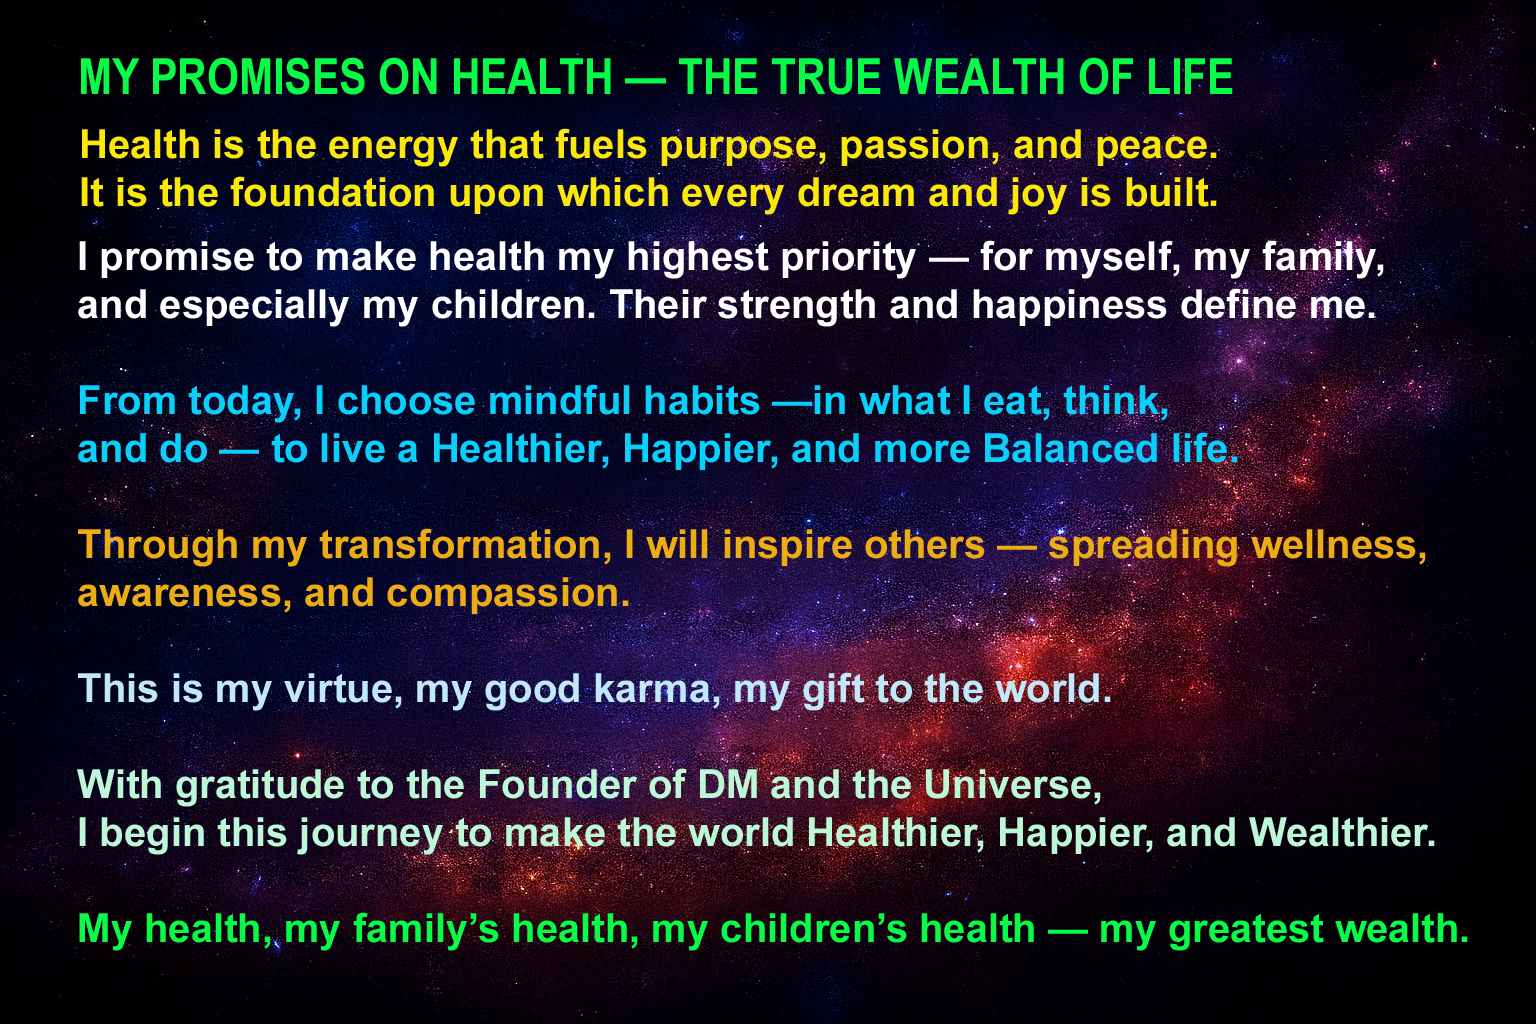 MY PROMISES ON HEALTH — THE TRUE WEALTH OF LIFE
Health is the energy that fuels purpose, passion, and peace.
It is the foundation upon which every dream and joy is built.
I promise to make health my highest priority — for myself, my family,
and especially my children. Their strength and happiness define me.
From today, I choose mindful habits —in what I eat, think,
and do — to live a Healthier, Happier, and more Balanced life.
Through my transformation, I will inspire others — spreading wellness,
awareness, and compassion.
This is my virtue, my good karma, my gift to the world.
With gratitude to the Founder of DM and the Universe,
I begin this journey to make the world Healthier, Happier, and Wealthier.
My health, my family’s health, my children’s health — my greatest wealth.